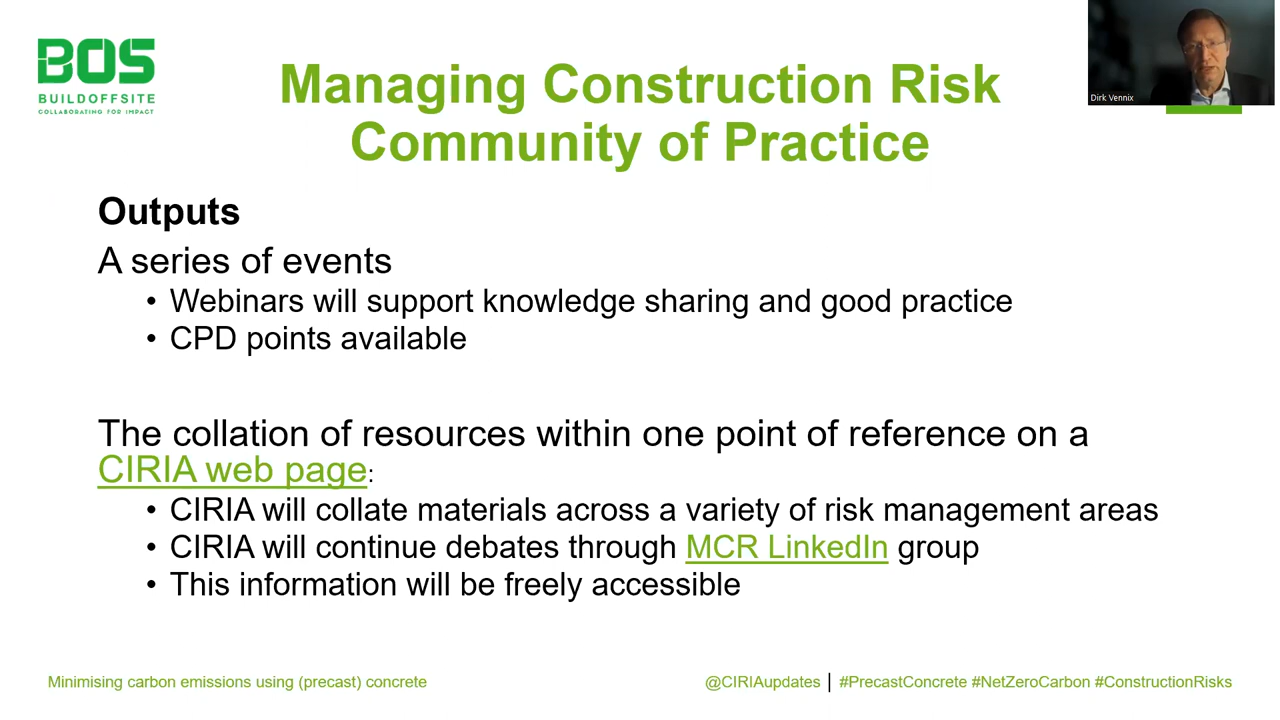 BOS
BUILDOFFSITE
COLLABORATING FOR IMPACT
Managing Construction Risk
Community of Practice
Dirk Vennix
Outputs
A series of events
• Webinars will support knowledge sharing and good practice
• CPD points available
The collation of resources within one point of reference on a
CIRIA web page:
• CIRIA will collate materials across a variety of risk management areas
• CIRIA will continue debates through MCR LinkedIn group
• This information will be freely accessible
Minimising carbon emissions using (precast) concrete
@CIRIAupdates | #PrecastConcrete #NetZeroCarbon #ConstructionRisks